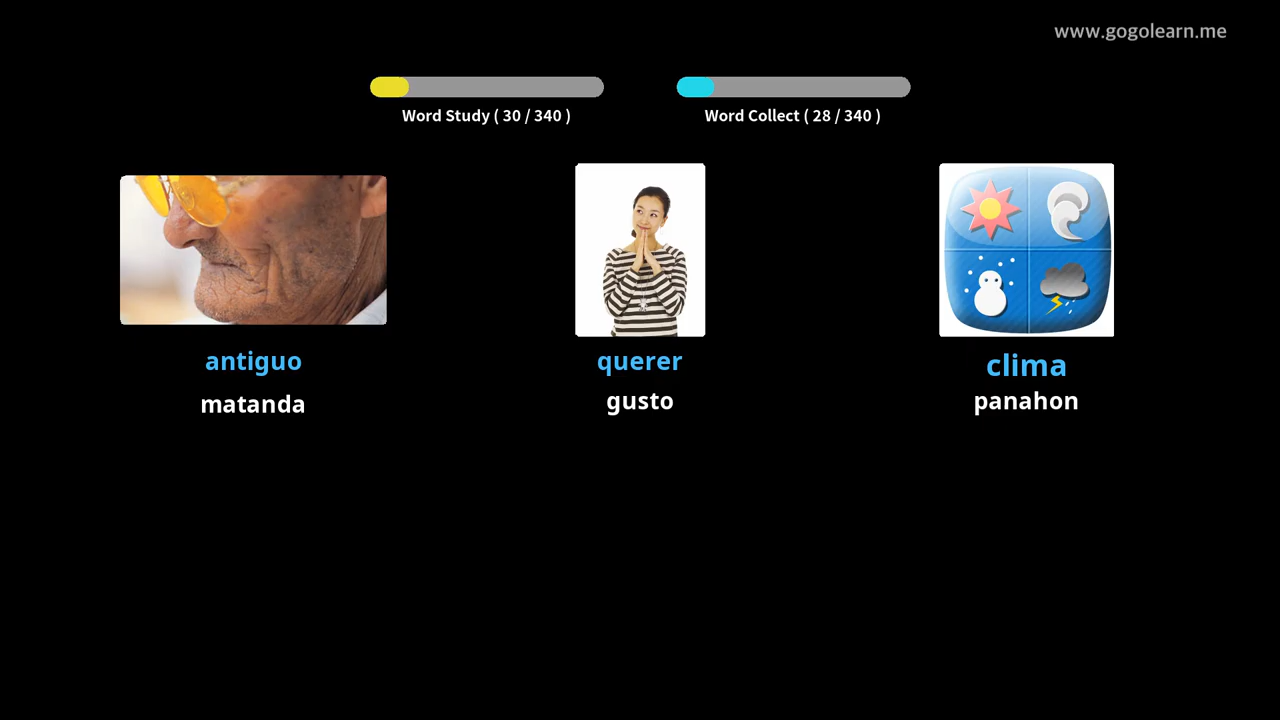 www.gogolearn.me
Word Study ( 30 / 340 )
Word Collect ( 28 / 340 )
antiguo
matanda
querer
gusto
clima
panahon